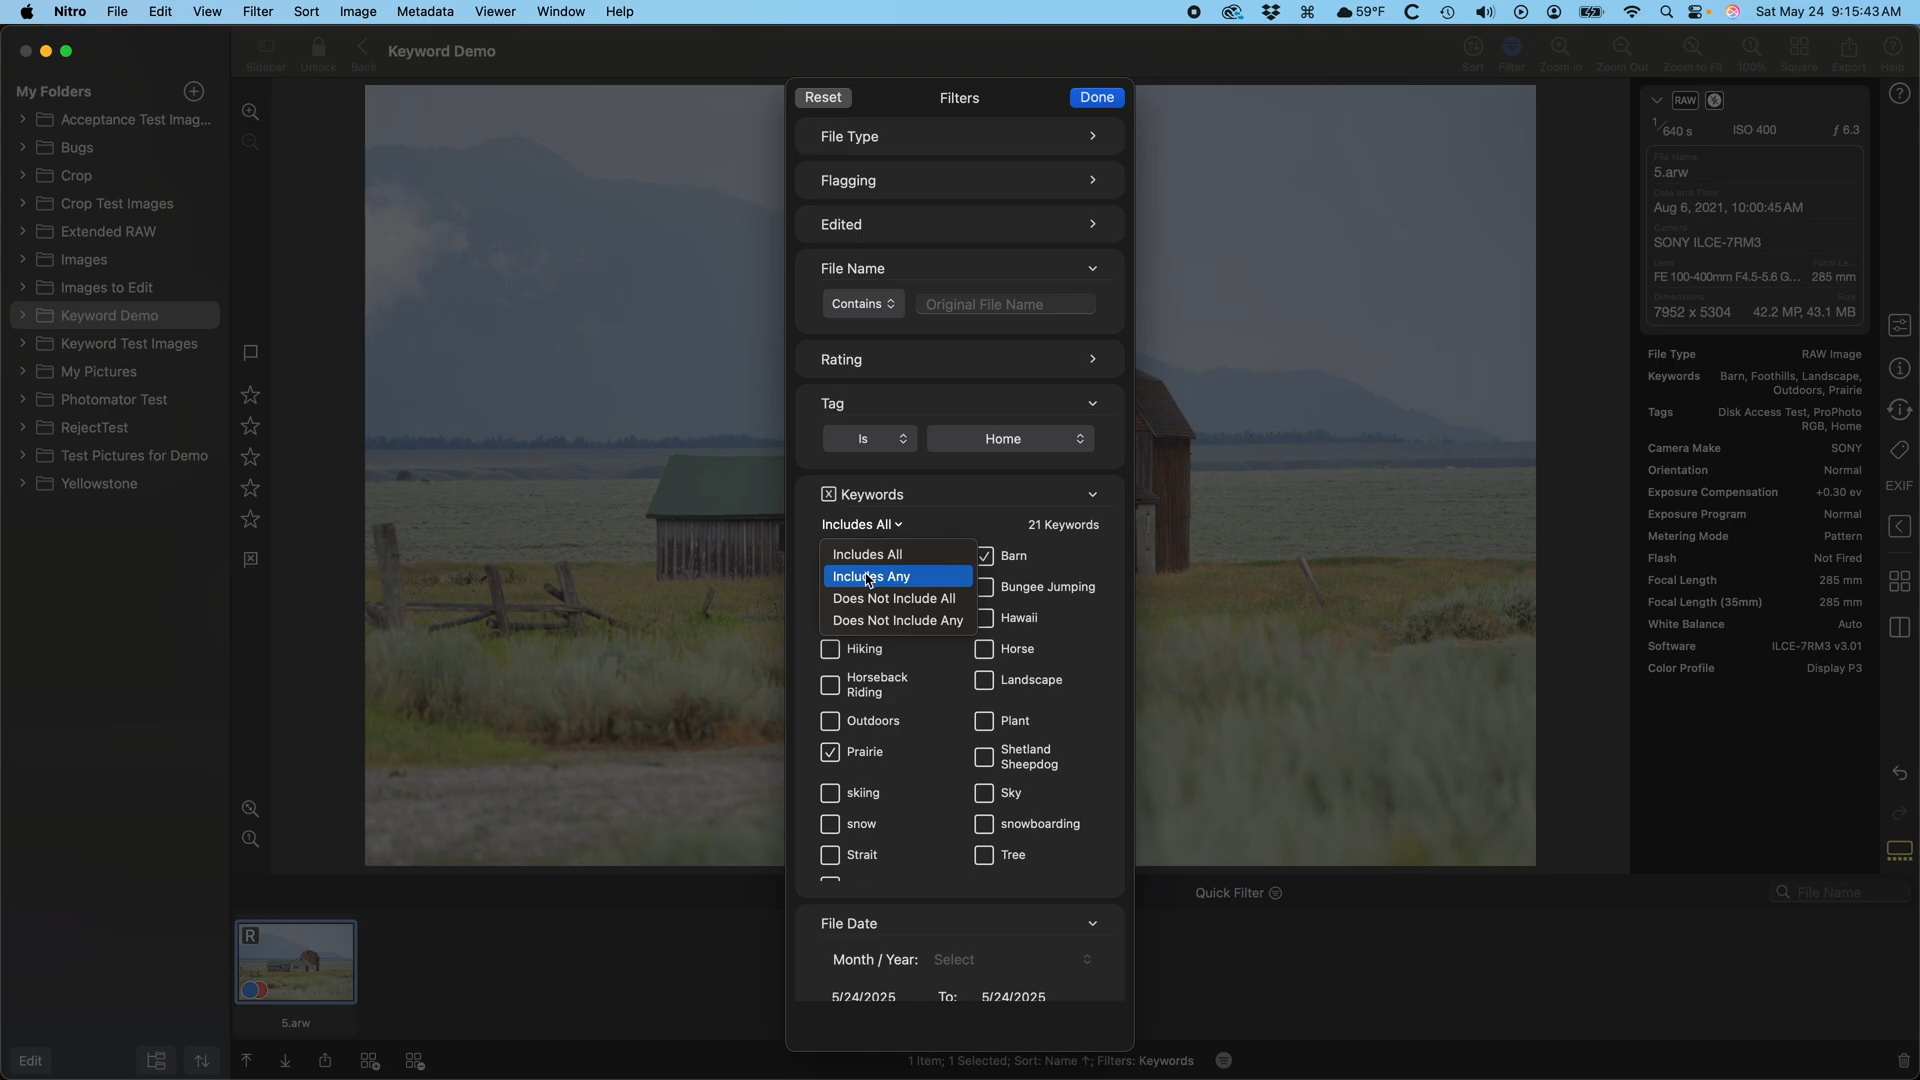 Nitro File Edit View Filter Sort Image Metadata Viewer Window Help 59°F Sat May 24 9:15:43 AM
Sidebar Unlock Back Keyword Demo Sort Filter Zoom In Zoom Out Zoom to Fit 100% Square Export Help
My Folders
Acceptance Test Imag...
Bugs
Crop
Crop Test Images
Extended RAW
Images
Images to Edit
Keyword Demo
Keyword Test Images
My Pictures
Photomator Test
RejectTest
Test Pictures for Demo
Yellowstone
Edit
Reset Filters Done
File Type
Flagging
Edited
File Name
Contains Original File Name
Rating
Tag
Is Home
Keywords
Includes All 21 Keywords
Includes All
Includes Any
Does Not Include All
Does Not Include Any
Barn
Bungee Jumping
Hawaii
Hiking Horse
Horseback
Riding
Landscape
Outdoors Plant
Prairie
Shetland
Sheepdog
skiing Sky
snow snowboarding
Strait Tree
File Date
Month / Year: Select
5/24/2025 To: 5/24/2025
RAW
1/640 s ISO 400 ƒ 6.3
File Name
5.arw
Date and Time
Aug 6, 2021, 10:00:45 AM
Camera
SONY ILCE-7RM3
Lens Focal Le...
FE 100-400mm F4.5-5.6 G... 285 mm
Dimensions Size
7952 x 5304 42.2 MP, 43.1 MB
File Type RAW Image
Keywords Barn, Foothills, Landscape,
Outdoors, Prairie
Tags Disk Access Test, ProPhoto
RGB, Home
Camera Make SONY
Orientation Normal
Exposure Compensation +0.30 ev
Exposure Program Normal
Metering Mode Pattern
Flash Not Fired
Focal Length 285 mm
Focal Length (35mm) 285 mm
White Balance Auto
Software ILCE-7RM3 v3.01
Color Profile Display P3
EXIF
Quick Filter File Name
R
5.arw
1 Item; 1 Selected; Sort: Name ↑; Filters: Keywords